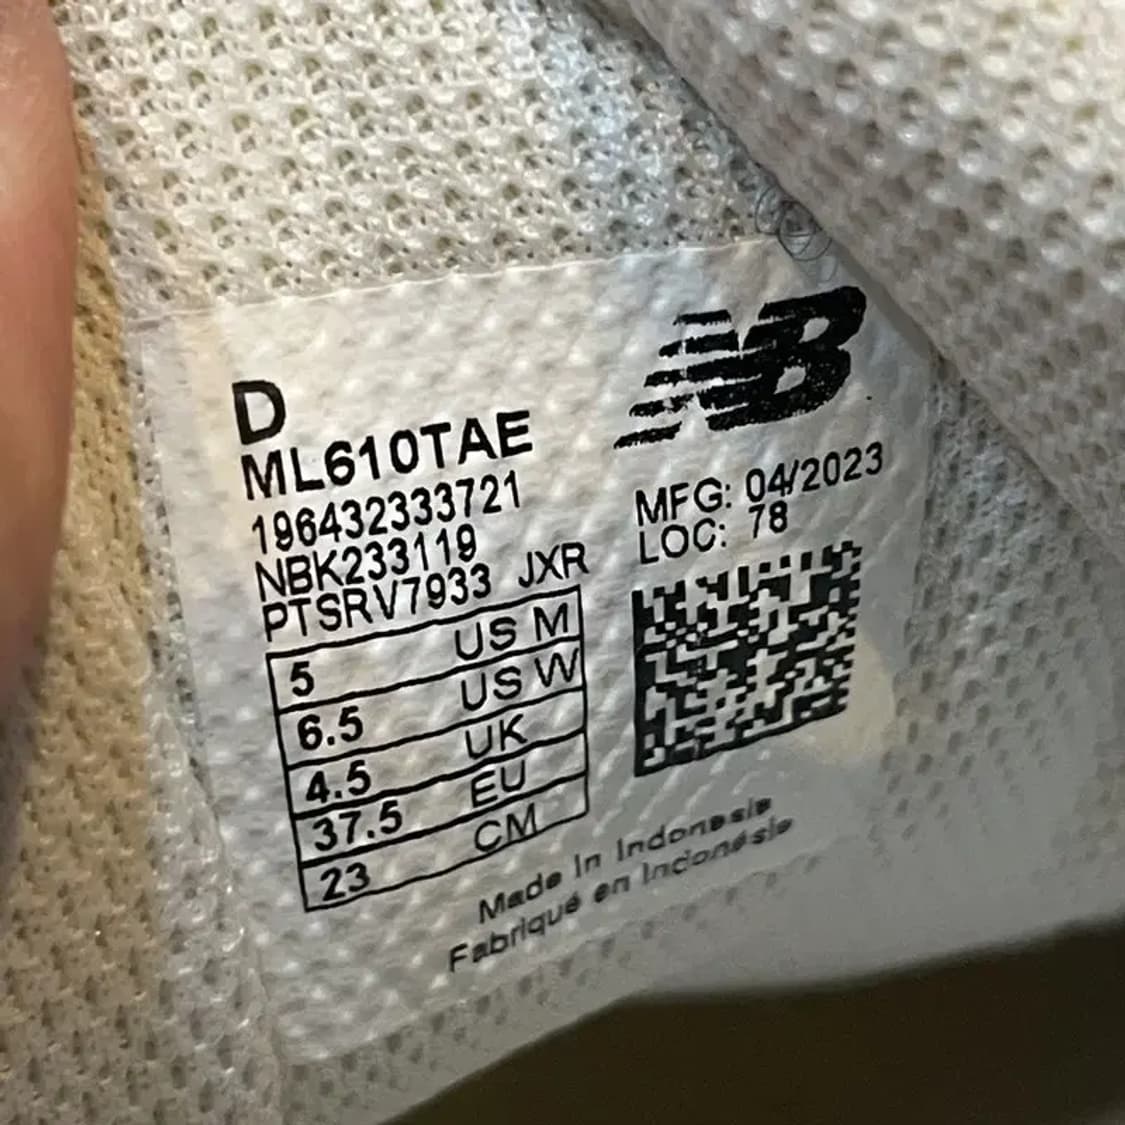 NB
D
ML610TAE
196432333721
NBK233119
PTSRV7933 JXR
MFG: 04/2023
LOC: 78
5 US M
6.5 US W
4.5 UK
37.5 EU
23 CM
Made In Indonesia
Fabriqué en Indonésie